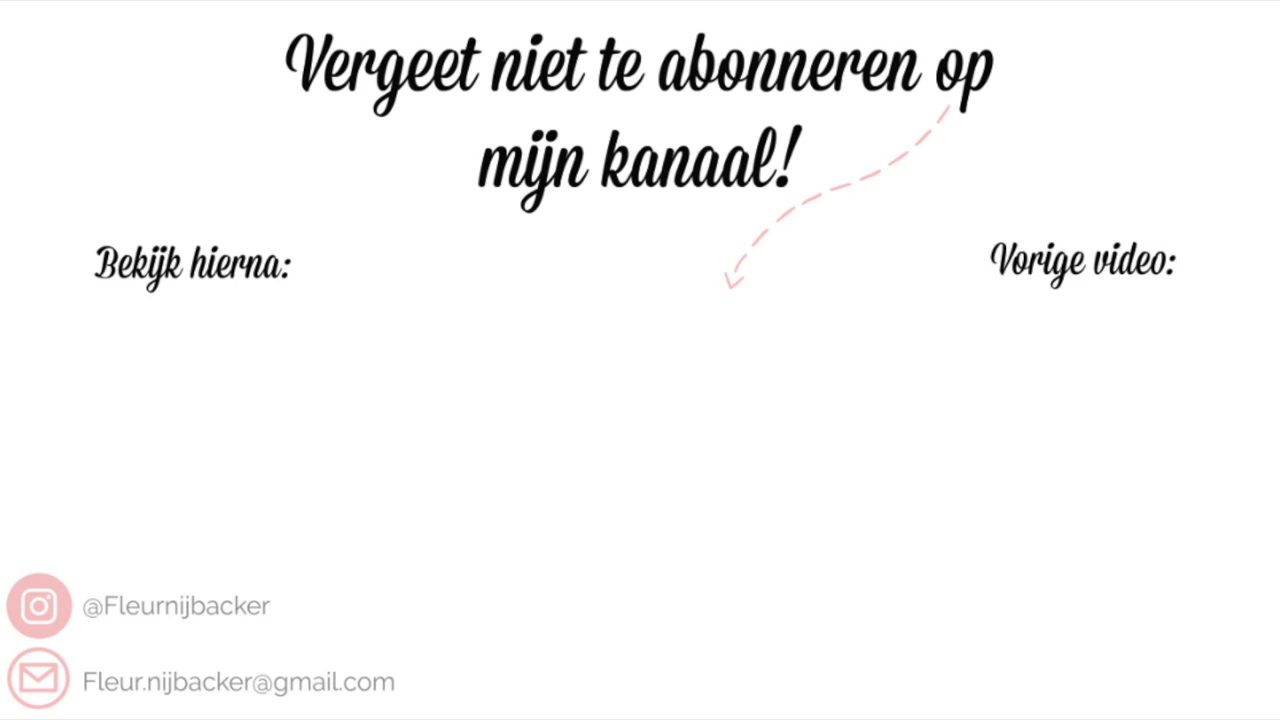 Vergeet niet te abonneren op
mijn kanaal!
Bekijk hierna:
Vorige video:
@Fleurnijbacker
Fleur.nijbacker@gmail.com